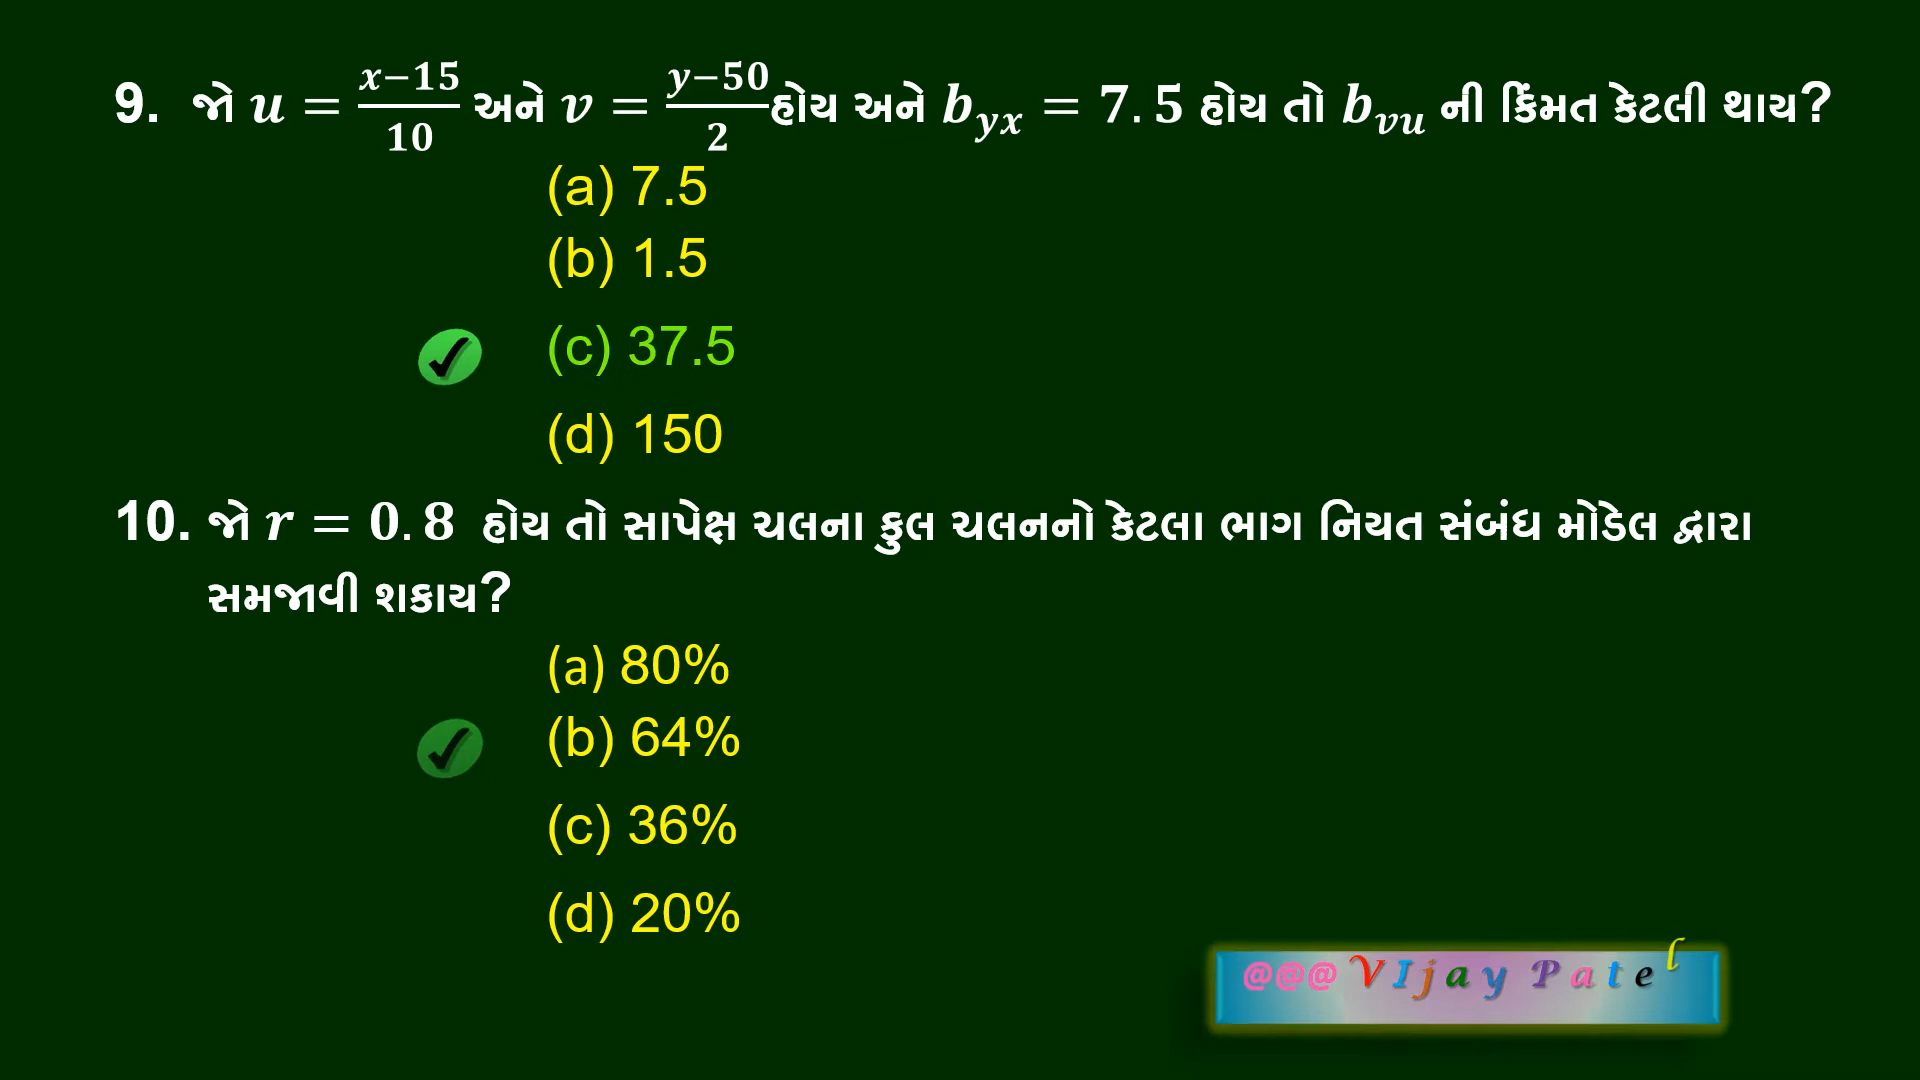 9. જો u = x−15/10 અને v = y−50/2 હોય અને b_yx = 7.5 હોય તો b_vu ની કિંમત કેટલી થાય?
(a) 7.5
(b) 1.5
(c) 37.5
(d) 150
10. જો r = 0.8 હોય તો સાપેક્ષ ચલના કુલ ચલનનો કેટલા ભાગ નિયત સંબંધ મોડેલ દ્વારા
સમજાવી શકાય?
(a) 80%
(b) 64%
(c) 36%
(d) 20%
@@@ VIjay Patel